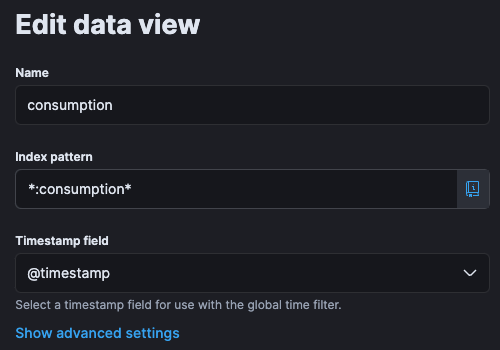 Edit data view
Name
consumption
Index pattern
*:consumption*
Timestamp field
@timestamp
Select a timestamp field for use with the global time filter.
Show advanced settings